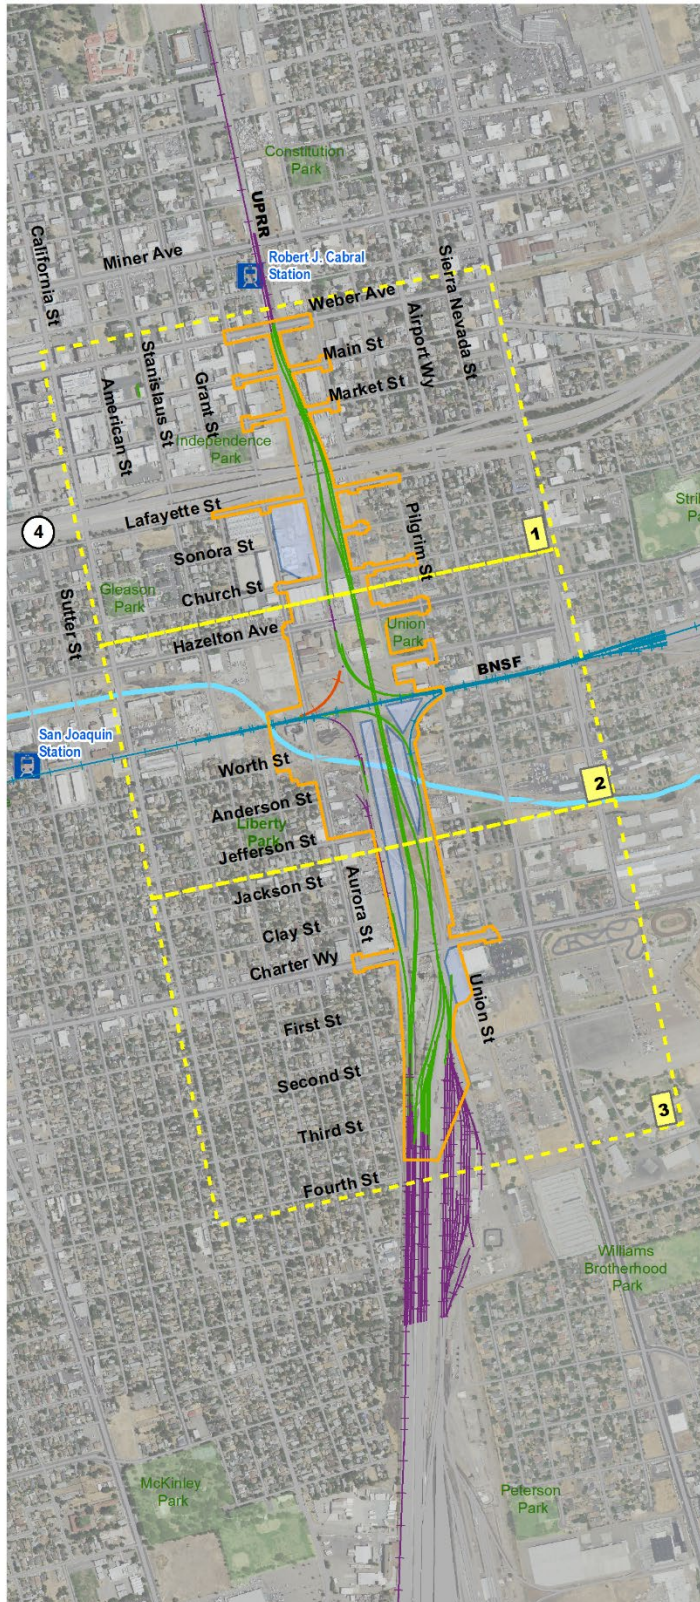 Constitution
Park
UPRR
California St
Miner Ave
Robert J. Cabral
Station
Sierra Nevada St
Weber Ave
Airport Wy
Main St
Stanislaus St
American St
Grant St
Market St
Independence
Park
4
Lafayette St
Pilgrim St
1
Sonora St
Gleason
Park
Church St
Sutter St
Union
Park
Hazelton Ave
BNSF
San Joaquin
Station
Worth St
2
Anderson St
Liberty
Park
Jefferson St
Jackson St
Aurora St
Clay St
Charter Wy
Union St
First St
Second St
3
Third St
Fourth St
Williams
Brotherhood
Park
McKinley
Park
Peterson
Park